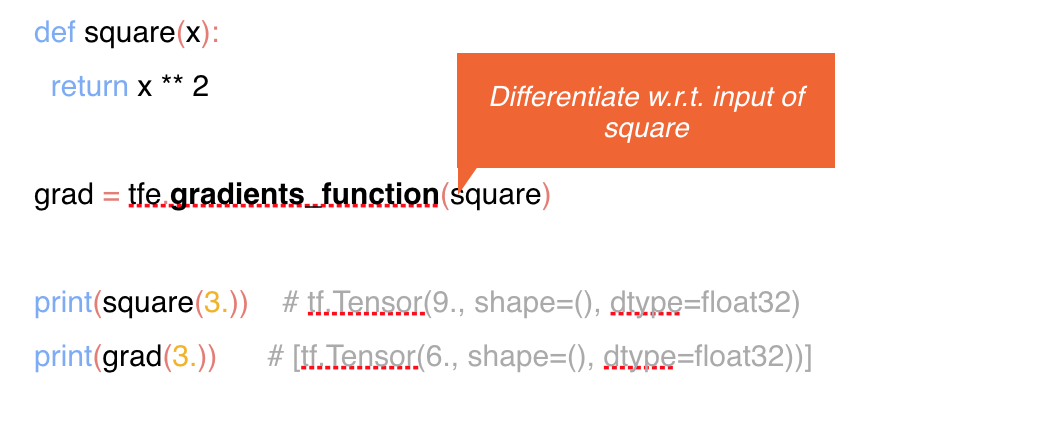 def square(x):
return x ** 2
Differentiate w.r.t. input of
square
grad = tfe.gradients_function(square)
print(square(3.)) # tf.Tensor(9., shape=(), dtype=float32)
print(grad(3.)) # [tf.Tensor(6., shape=(), dtype=float32))]